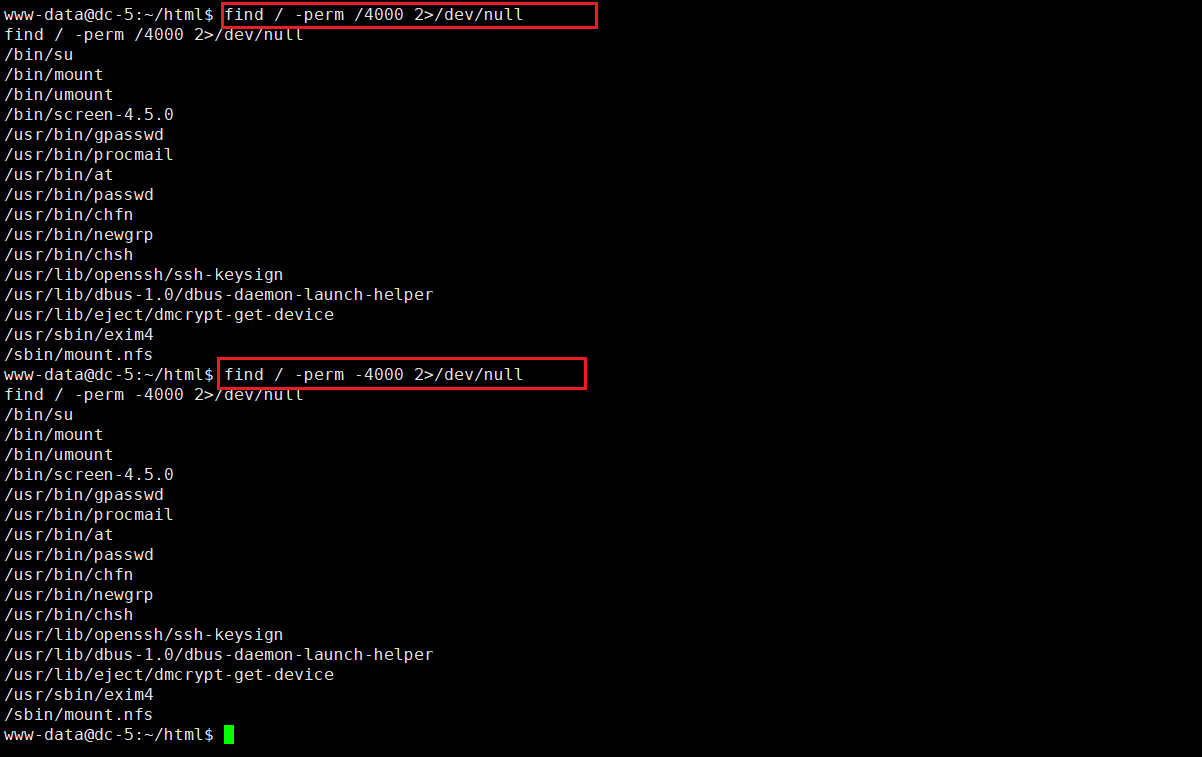 www-data@dc-5:~/html$ find / -perm /4000 2>/dev/null
find / -perm /4000 2>/dev/null
/bin/su
/bin/mount
/bin/umount
/bin/screen-4.5.0
/usr/bin/gpasswd
/usr/bin/procmail
/usr/bin/at
/usr/bin/passwd
/usr/bin/chfn
/usr/bin/newgrp
/usr/bin/chsh
/usr/lib/openssh/ssh-keysign
/usr/lib/dbus-1.0/dbus-daemon-launch-helper
/usr/lib/eject/dmcrypt-get-device
/usr/sbin/exim4
/sbin/mount.nfs
www-data@dc-5:~/html$ find / -perm -4000 2>/dev/null
find / -perm -4000 2>/dev/null
/bin/su
/bin/mount
/bin/umount
/bin/screen-4.5.0
/usr/bin/gpasswd
/usr/bin/procmail
/usr/bin/at
/usr/bin/passwd
/usr/bin/chfn
/usr/bin/newgrp
/usr/bin/chsh
/usr/lib/openssh/ssh-keysign
/usr/lib/dbus-1.0/dbus-daemon-launch-helper
/usr/lib/eject/dmcrypt-get-device
/usr/sbin/exim4
/sbin/mount.nfs
www-data@dc-5:~/html$